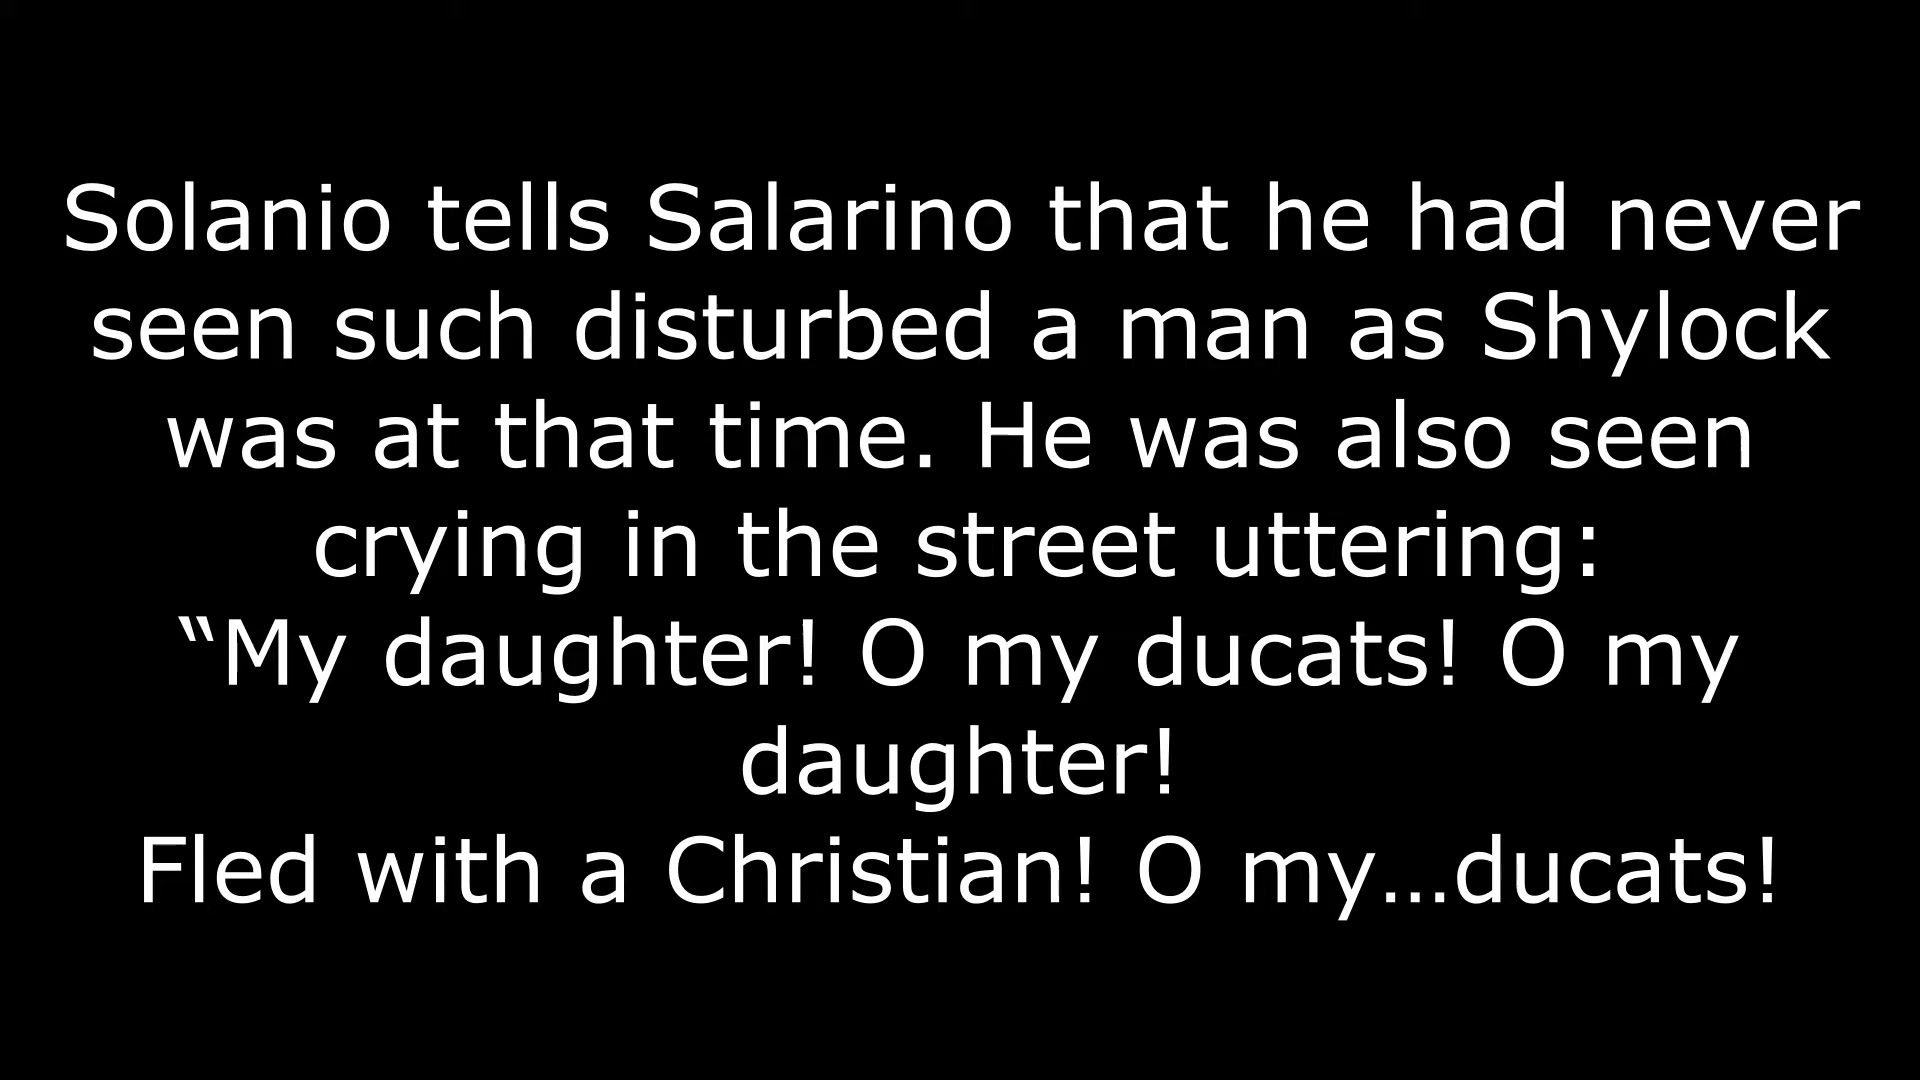 Solanio tells Salarino that he had never
seen such disturbed a man as Shylock
was at that time. He was also seen
crying in the street uttering:
“My daughter! O my ducats! O my
daughter!
Fled with a Christian! O my…ducats!